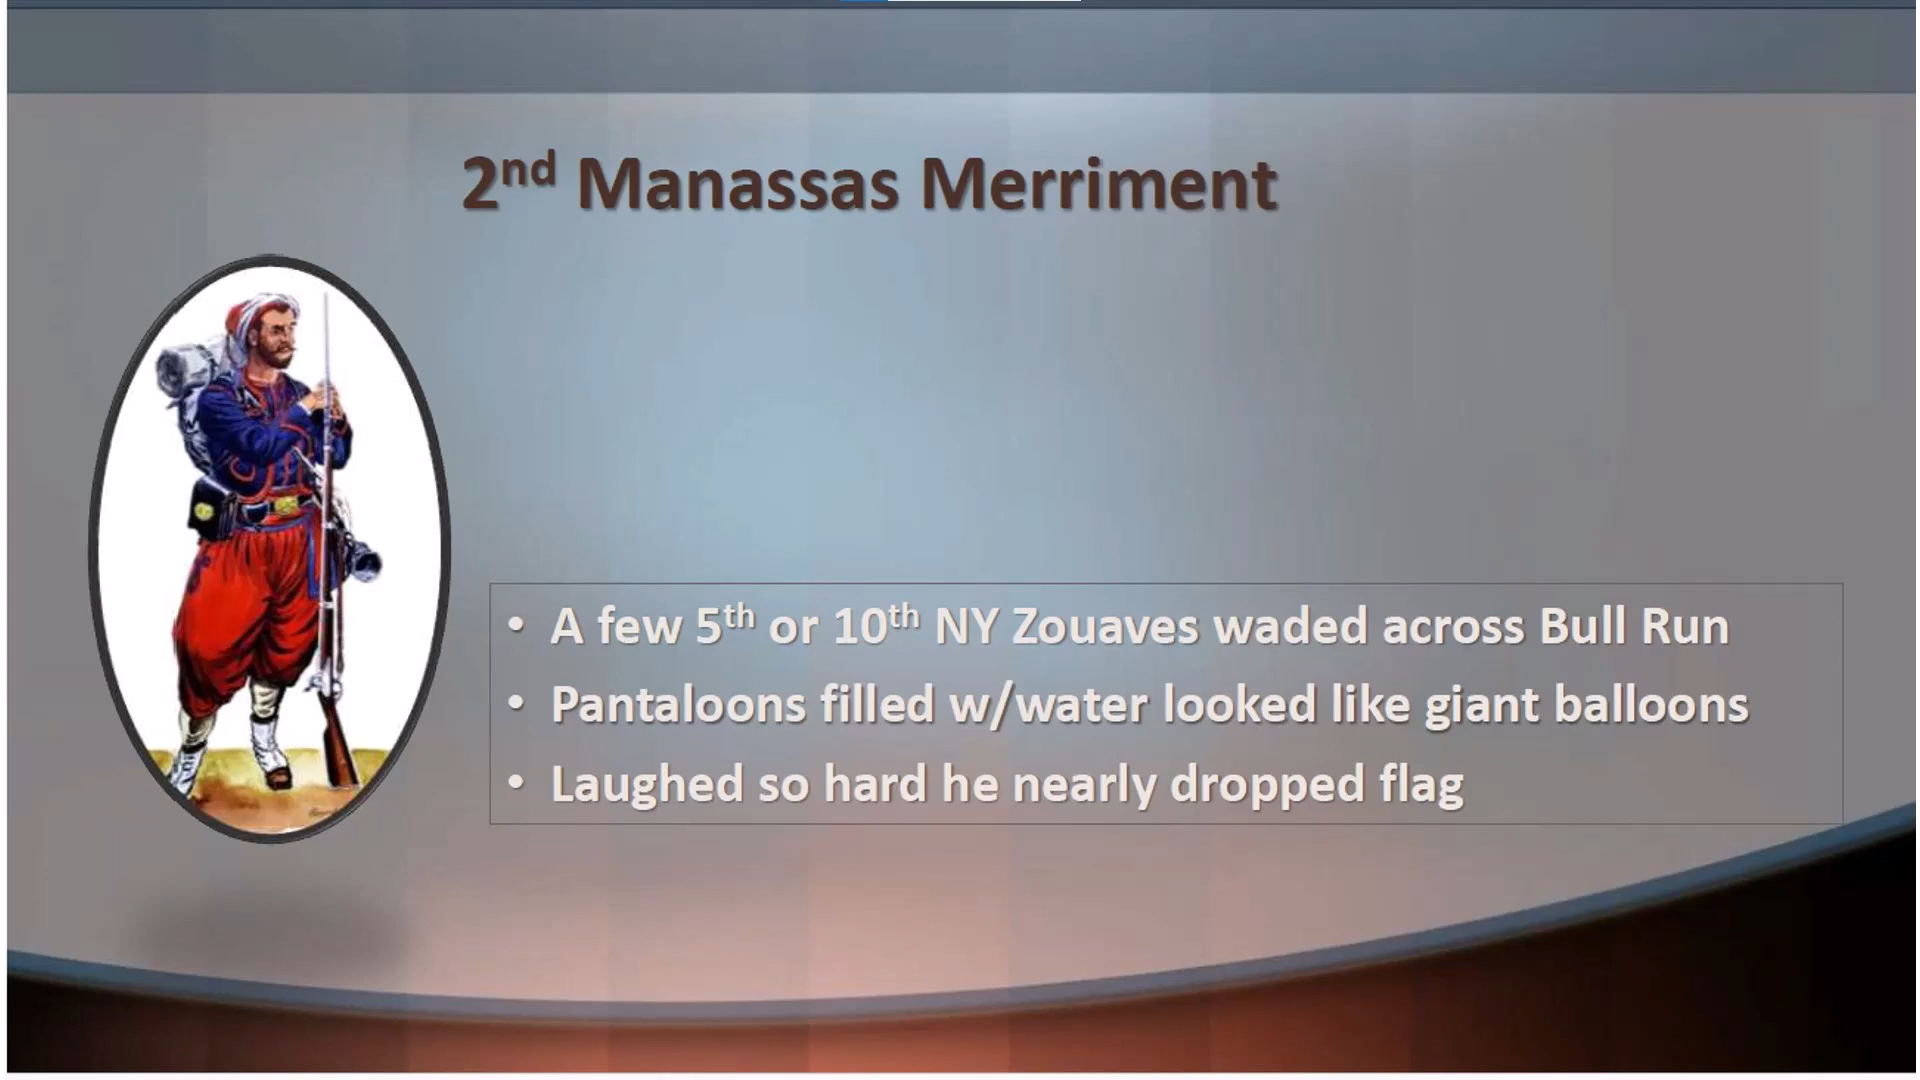 2nd Manassas Merriment
• A few 5th or 10th NY Zouaves waded across Bull Run
• Pantaloons filled w/water looked like giant balloons
• Laughed so hard he nearly dropped flag